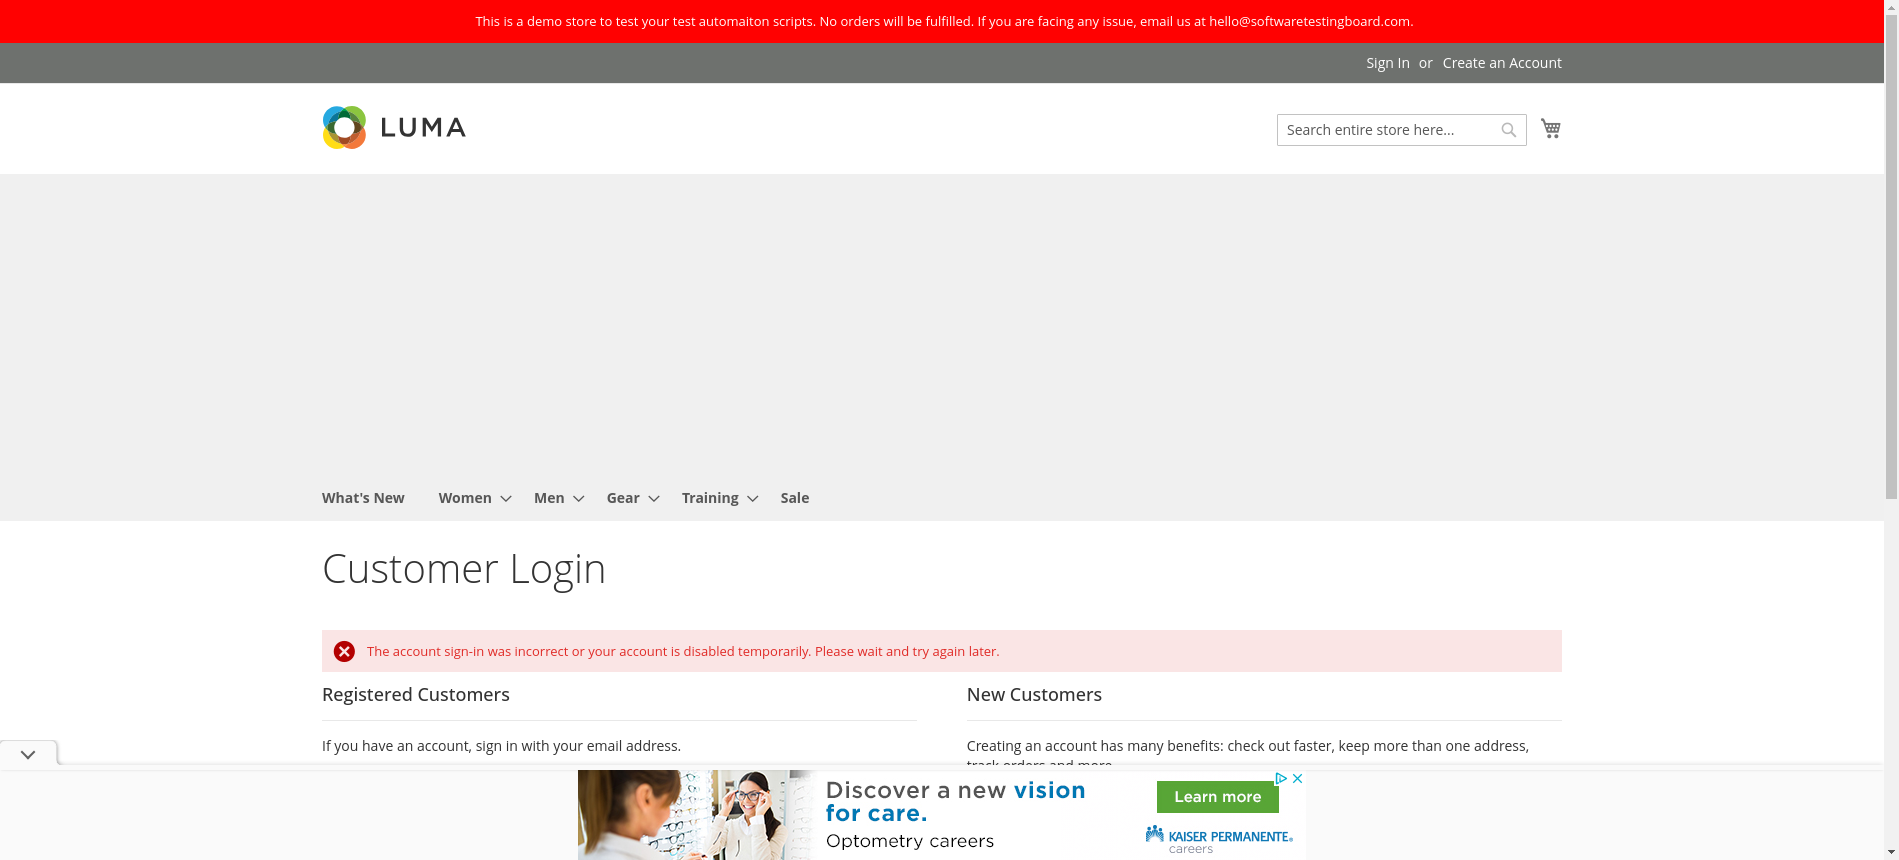 This is a demo store to test your test automaiton scripts. No orders will be fulfilled. If you are facing any issue, email us at hello@softwaretestingboard.com.
Sign In or Create an Account
LUMA
Search entire store here...
What's New Women Men Gear Training Sale
Customer Login
The account sign-in was incorrect or your account is disabled temporarily. Please wait and try again later.
Registered Customers
If you have an account, sign in with your email address.
New Customers
Creating an account has many benefits: check out faster, keep more than one address,
track orders and more.
Discover a new vision
for care.
Optometry careers
Learn more
KAISER PERMANENTE®
careers